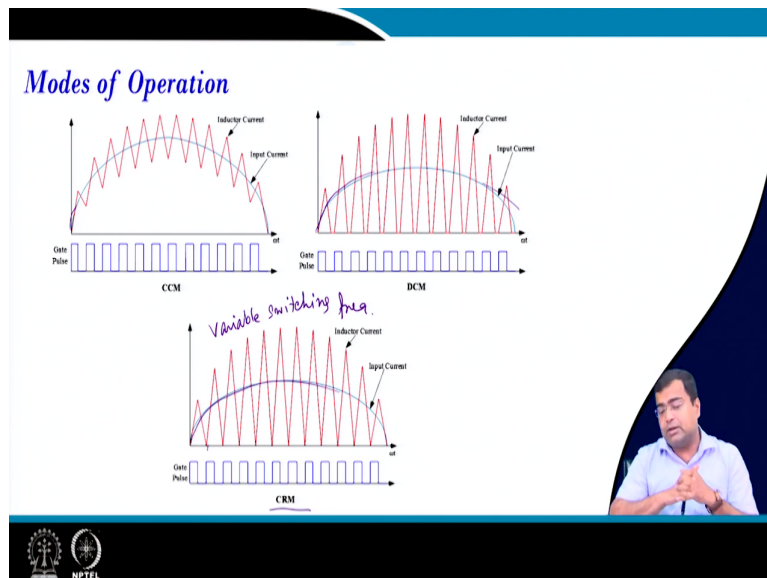 Modes of Operation
Inductor Current
Input Current
ωt
Gate
Pulse
CCM
Inductor Current
Input Current
ωt
Gate
Pulse
DCM
Variable switching freq.
Inductor Current
Input Current
ωt
Gate
Pulse
CRM
NPTEL